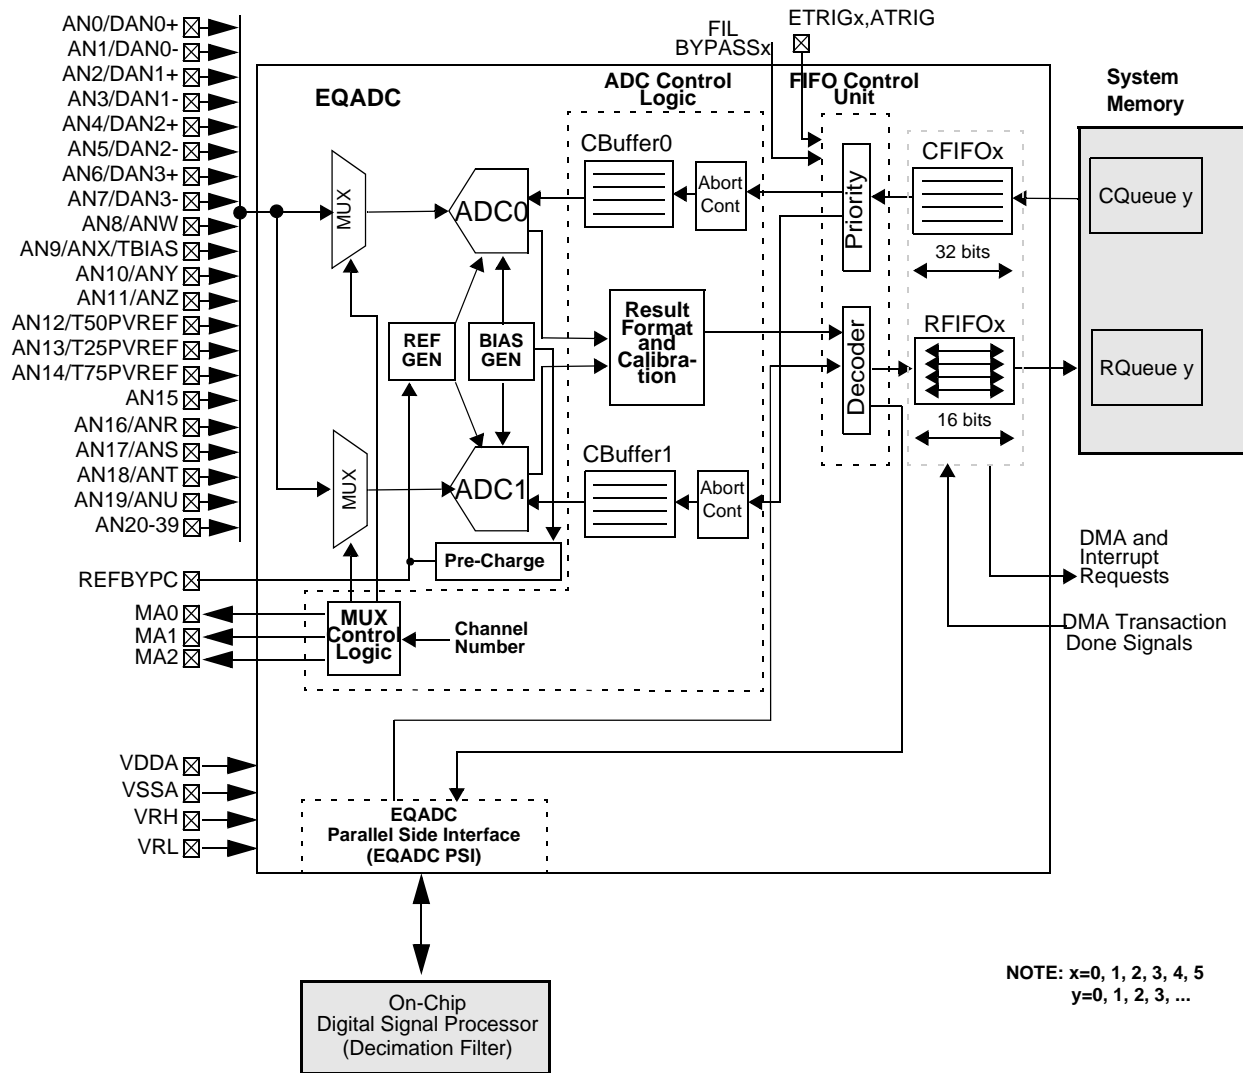 AN0/DAN0+
AN1/DAN0-
AN2/DAN1+
AN3/DAN1-
AN4/DAN2+
AN5/DAN2-
AN6/DAN3+
AN7/DAN3-
AN8/ANW
AN9/ANX/TBIAS
AN10/ANY
AN11/ANZ
AN12/T50PVREF
AN13/T25PVREF
AN14/T75PVREF
AN15
AN16/ANR
AN17/ANS
AN18/ANT
AN19/ANU
AN20-39
REFBYPC
MA0
MA1
MA2
VDDA
VSSA
VRH
VRL
EQADC
MUX
MUX
ADC0
ADC1
REF
GEN
BIAS
GEN
Pre-Charge
MUX
Control
Logic
Channel
Number
ADC Control
Logic
CBuffer0
Abort
Cont
Result
Format
and
Calibra-
tion
CBuffer1
Abort
Cont
FIL
BYPASSx
ETRIGx,ATRIG
FIFO Control
Unit
Priority
Decoder
CFIFOx
32 bits
RFIFOx
16 bits
System
Memory
CQueue y
RQueue y
DMA and
Interrupt
Requests
DMA Transaction
Done Signals
EQADC
Parallel Side Interface
(EQADC PSI)
On-Chip
Digital Signal Processor
(Decimation Filter)
NOTE: x=0, 1, 2, 3, 4, 5
y=0, 1, 2, 3, ...